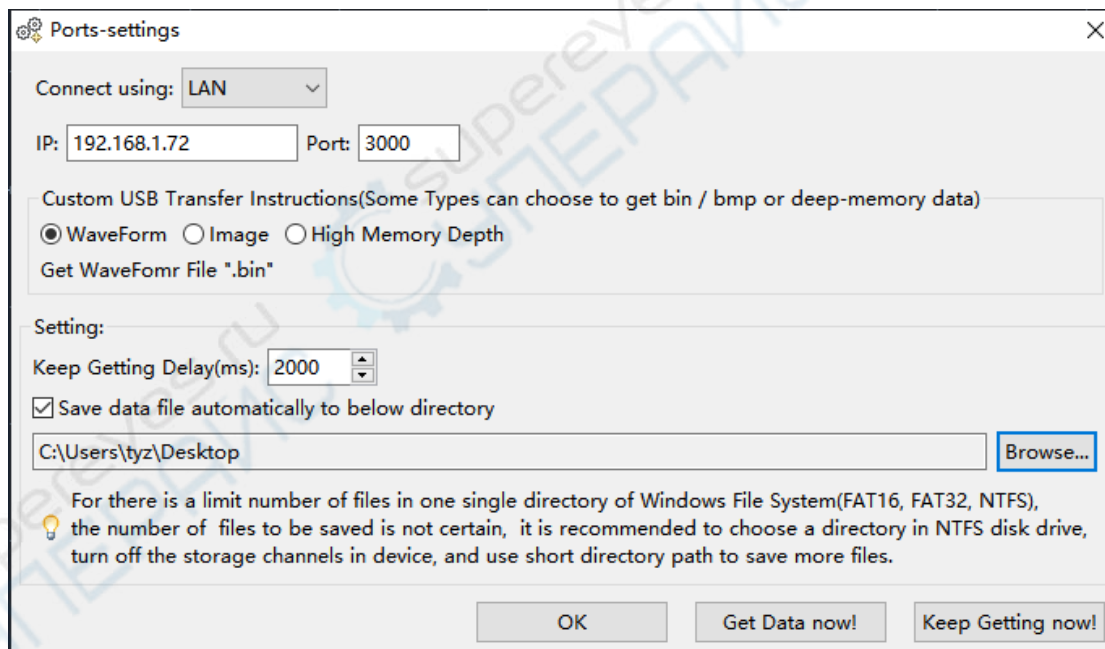 Ports-settings
Connect using: LAN
IP: 192.168.1.72 Port: 3000
Custom USB Transfer Instructions(Some Types can choose to get bin / bmp or deep-memory data)
WaveForm Image High Memory Depth
Get WaveFomr File ".bin"
Setting:
Keep Getting Delay(ms): 2000
Save data file automatically to below directory
C:\Users\tyz\Desktop Browse...
For there is a limit number of files in one single directory of Windows File System(FAT16, FAT32, NTFS),
the number of files to be saved is not certain, it is recommended to choose a directory in NTFS disk drive,
turn off the storage channels in device, and use short directory path to save more files.
OK Get Data now! Keep Getting now!
supereyes.ru
СУПЕРАЙС